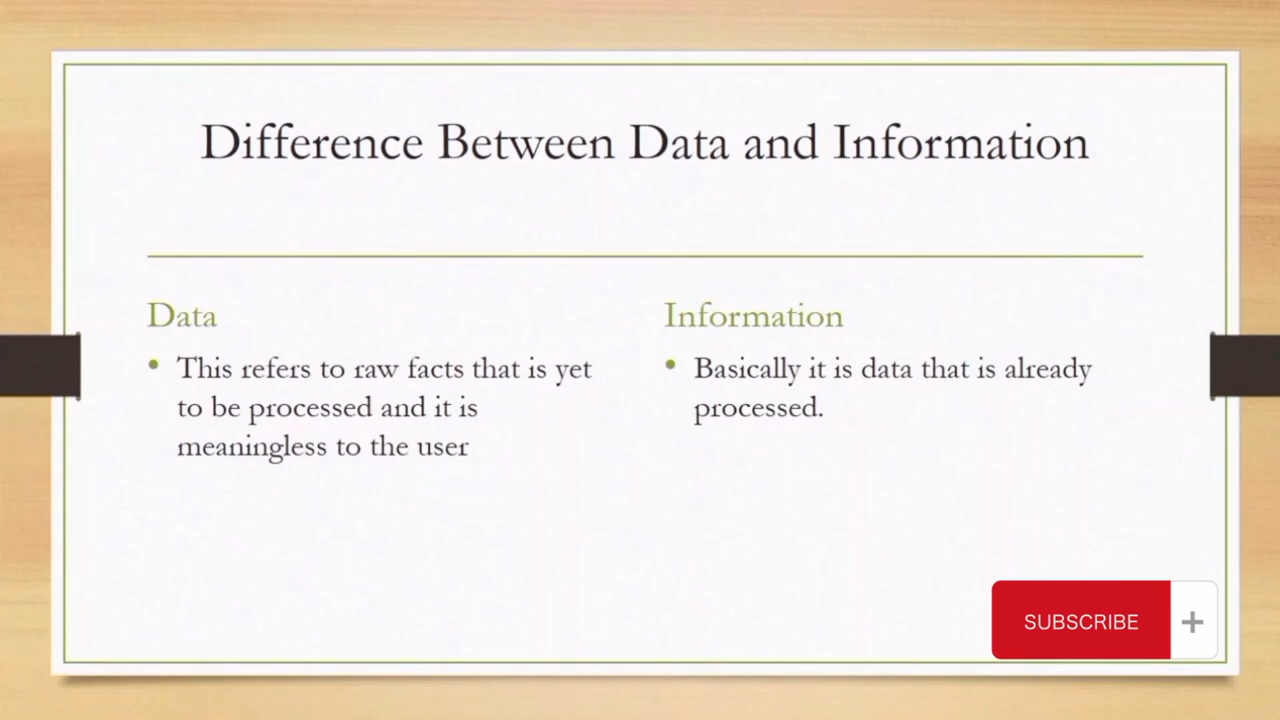 Difference Between Data and Information
Data
• This refers to raw facts that is yet
to be processed and it is
meaningless to the user
Information
• Basically it is data that is already
processed.
SUBSCRIBE +